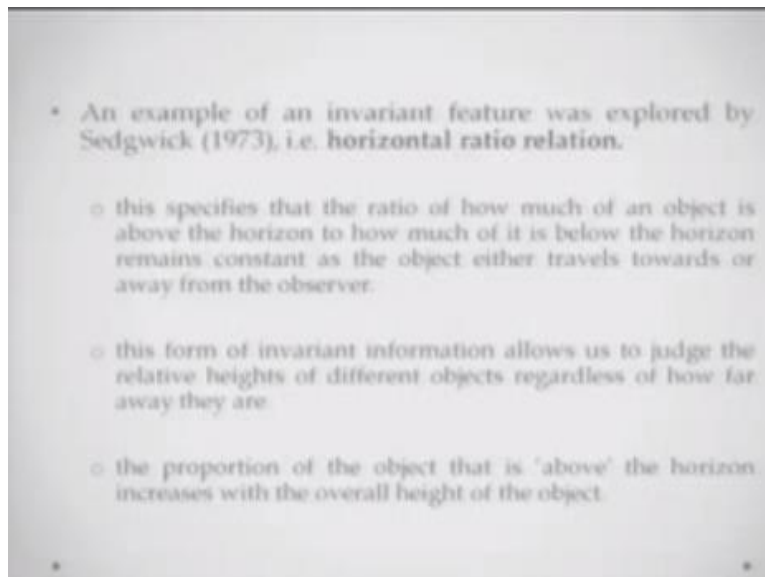 • An example of an invariant feature was explored by
Sedgwick (1973), i.e. horizontal ratio relation.
o this specifies that the ratio of how much of an object is
above the horizon to how much of it is below the horizon
remains constant as the object either travels towards or
away from the observer.
o this form of invariant information allows us to judge the
relative heights of different objects regardless of how far
away they are
o the proportion of the object that is 'above' the horizon
increases with the overall height of the object.